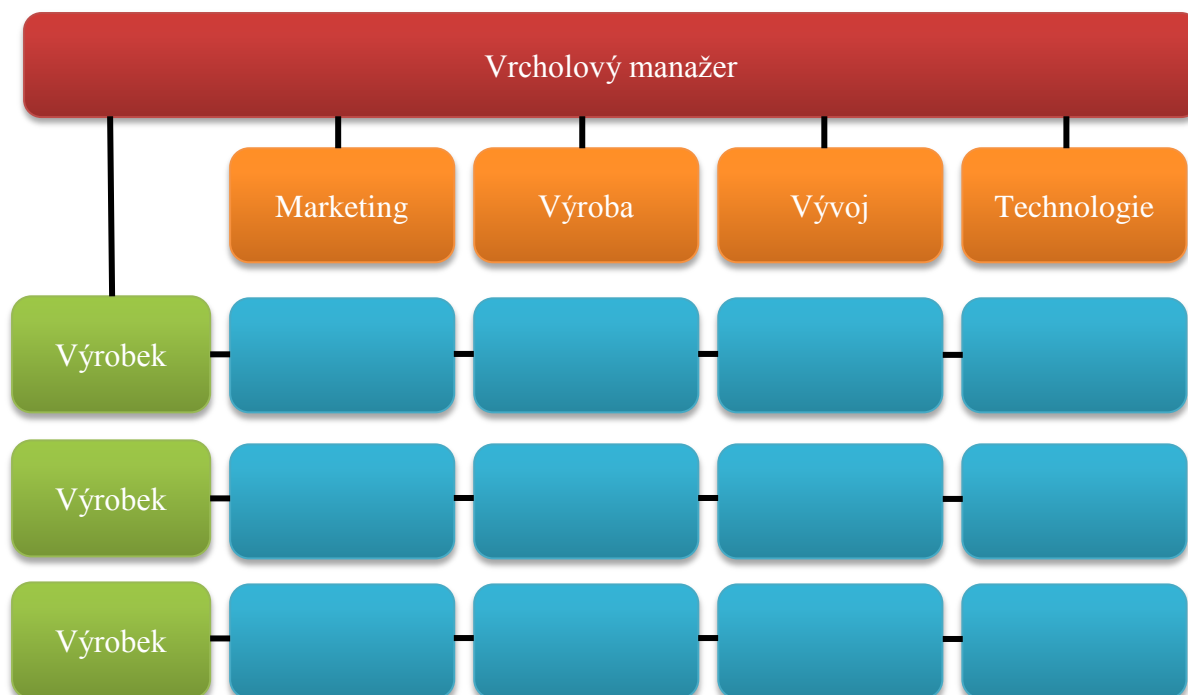 Vrcholový manažer
Marketing
Výroba
Vývoj
Technologie
Výrobek
Výrobek
Výrobek